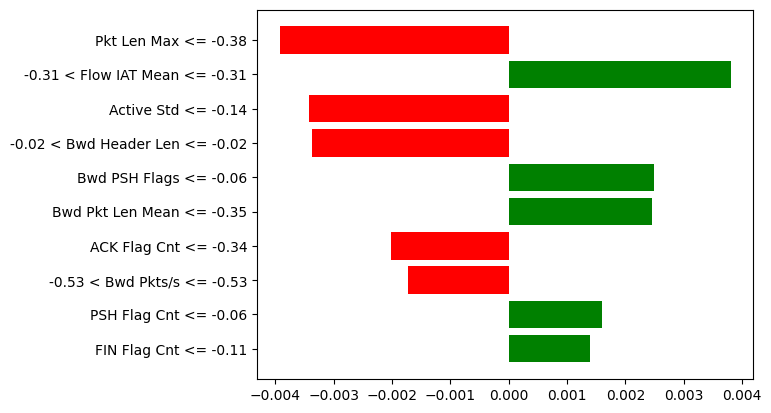 Pkt Len Max <= -0.38
-0.31 < Flow IAT Mean <= -0.31
Active Std <= -0.14
-0.02 < Bwd Header Len <= -0.02
Bwd PSH Flags <= -0.06
Bwd Pkt Len Mean <= -0.35
ACK Flag Cnt <= -0.34
-0.53 < Bwd Pkts/s <= -0.53
PSH Flag Cnt <= -0.06
FIN Flag Cnt <= -0.11
−0.004 −0.003 −0.002 −0.001 0.000 0.001 0.002 0.003 0.004